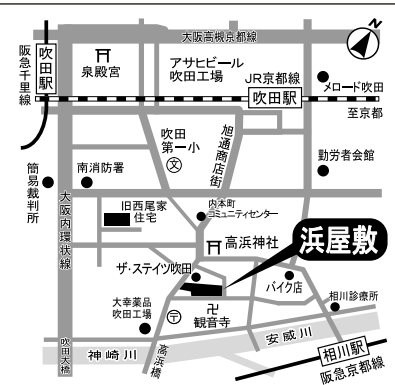 大阪高槻京都線
N
阪急千里線
吹田駅
泉殿宮
アサヒビール
吹田工場
JR京都線
吹田駅
メロード吹田
至京都
吹田
第一小
文
旭通商店街
勤労者会館
簡易裁判所
南消防署
大阪内環状線
旧西尾家
住宅
内本町
コミュニティセンター
高浜神社
浜屋敷
ザ・ステイツ吹田
バイク店
大幸薬品
吹田工場
〒
卍
観音寺
相川診療所
吹田大橋
神崎川
高浜橋
安威川
相川駅
阪急京都線